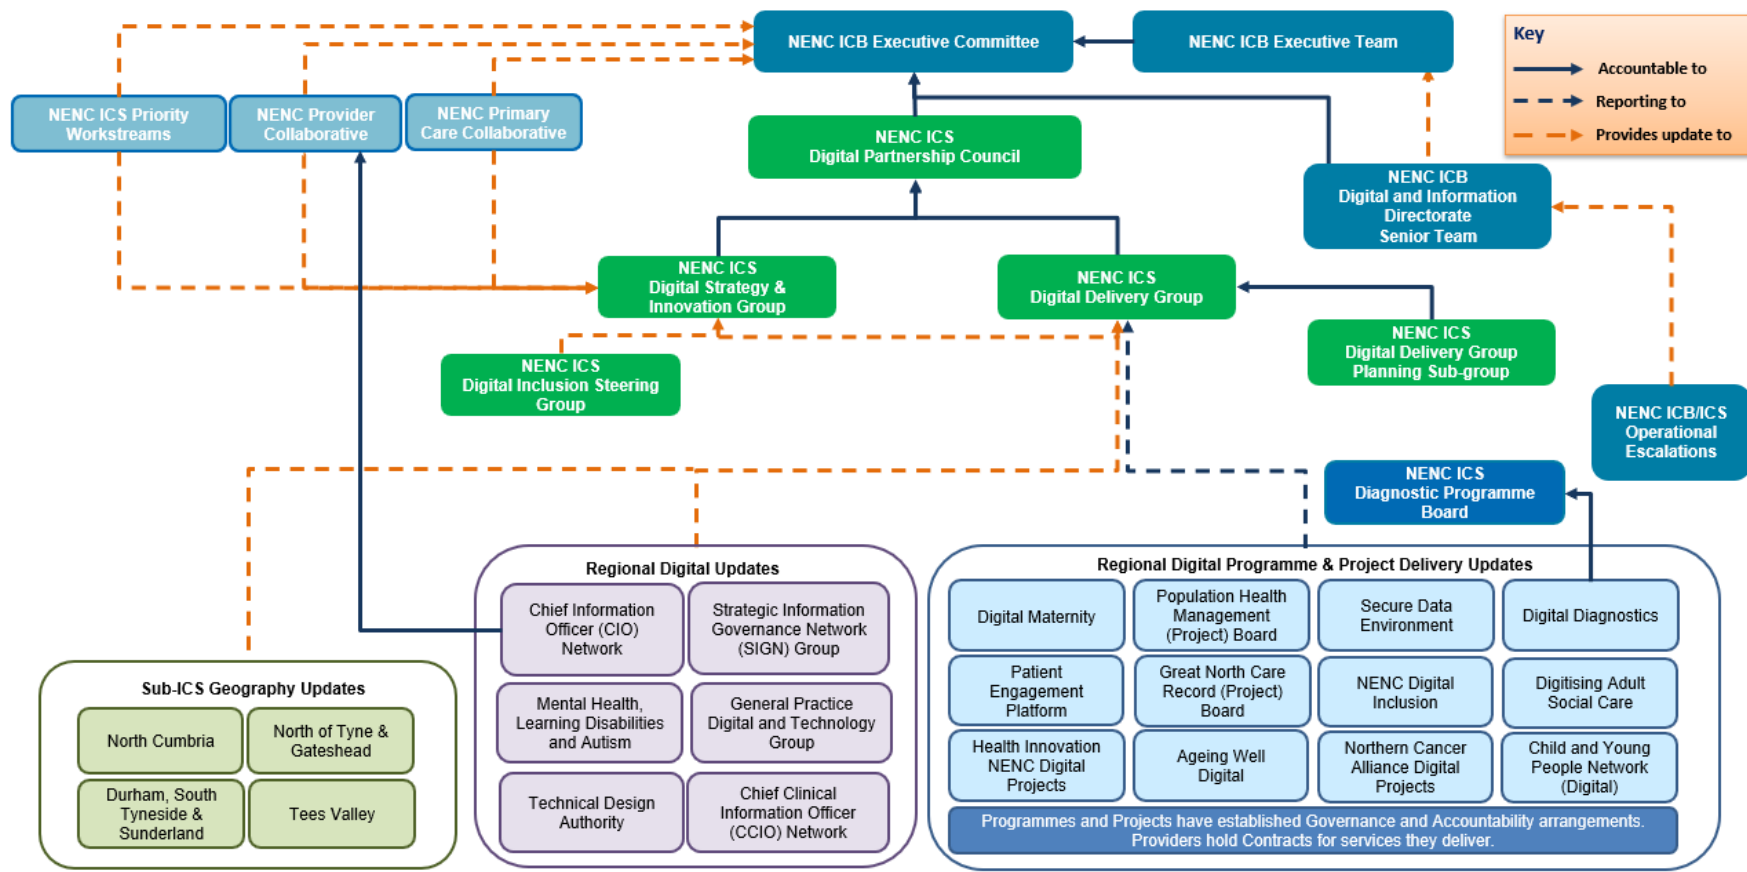 NENC ICB Executive Committee
NENC ICB Executive Team
Key
Accountable to
Reporting to
Provides update to
NENC ICS Priority
Workstreams
NENC Provider
Collaborative
NENC Primary
Care Collaborative
NENC ICS
Digital Partnership Council
NENC ICB
Digital and Information
Directorate
Senior Team
NENC ICS
Digital Strategy &
Innovation Group
NENC ICS
Digital Delivery Group
NENC ICS
Digital Inclusion Steering
Group
NENC ICS
Digital Delivery Group
Planning Sub-group
NENC ICB/ICS
Operational
Escalations
NENC ICS
Diagnostic Programme
Board
Sub-ICS Geography Updates
North Cumbria
North of Tyne &
Gateshead
Durham, South
Tyneside &
Sunderland
Tees Valley
Regional Digital Updates
Chief Information
Officer (CIO)
Network
Strategic Information
Governance Network
(SIGN) Group
Mental Health,
Learning Disabilities
and Autism
General Practice
Digital and Technology
Group
Technical Design
Authority
Chief Clinical
Information Officer
(CCIO) Network
Regional Digital Programme & Project Delivery Updates
Digital Maternity
Population Health
Management
(Project) Board
Secure Data
Environment
Digital Diagnostics
Patient
Engagement
Platform
Great North Care
Record (Project)
Board
NENC Digital
Inclusion
Digitising Adult
Social Care
Health Innovation
NENC Digital
Projects
Ageing Well
Digital
Northern Cancer
Alliance Digital
Projects
Child and Young
People Network
(Digital)
Programmes and Projects have established Governance and Accountability arrangements.
Providers hold Contracts for services they deliver.